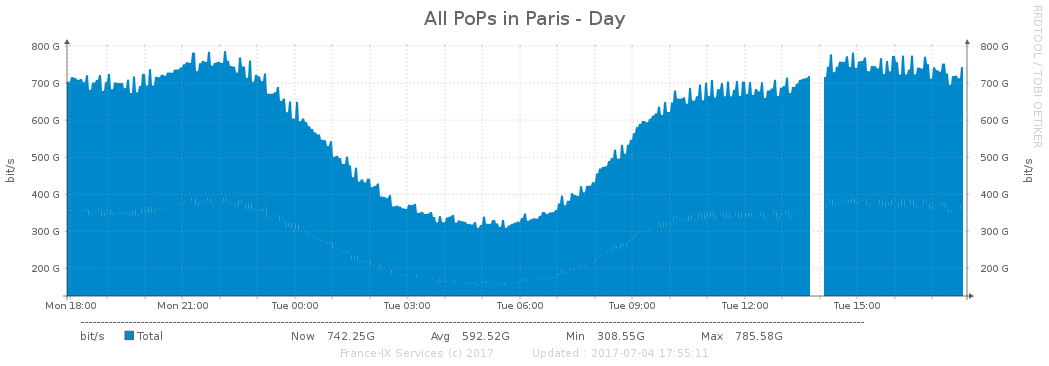 All PoPs in Paris - Day
RRDTOOL / TOBI OETIKER
800 G 800 G
700 G 700 G
600 G 600 G
500 G 500 G
400 G 400 G
300 G 300 G
200 G 200 G
bit/s bit/s
Mon 18:00 Mon 21:00 Tue 00:00 Tue 03:00 Tue 06:00 Tue 09:00 Tue 12:00 Tue 15:00
bit/s Total Now 742.25G Avg 592.52G Min 308.55G Max 785.58G
France-IX Services (c) 2017 Updated : 2017-07-04 17:55:11